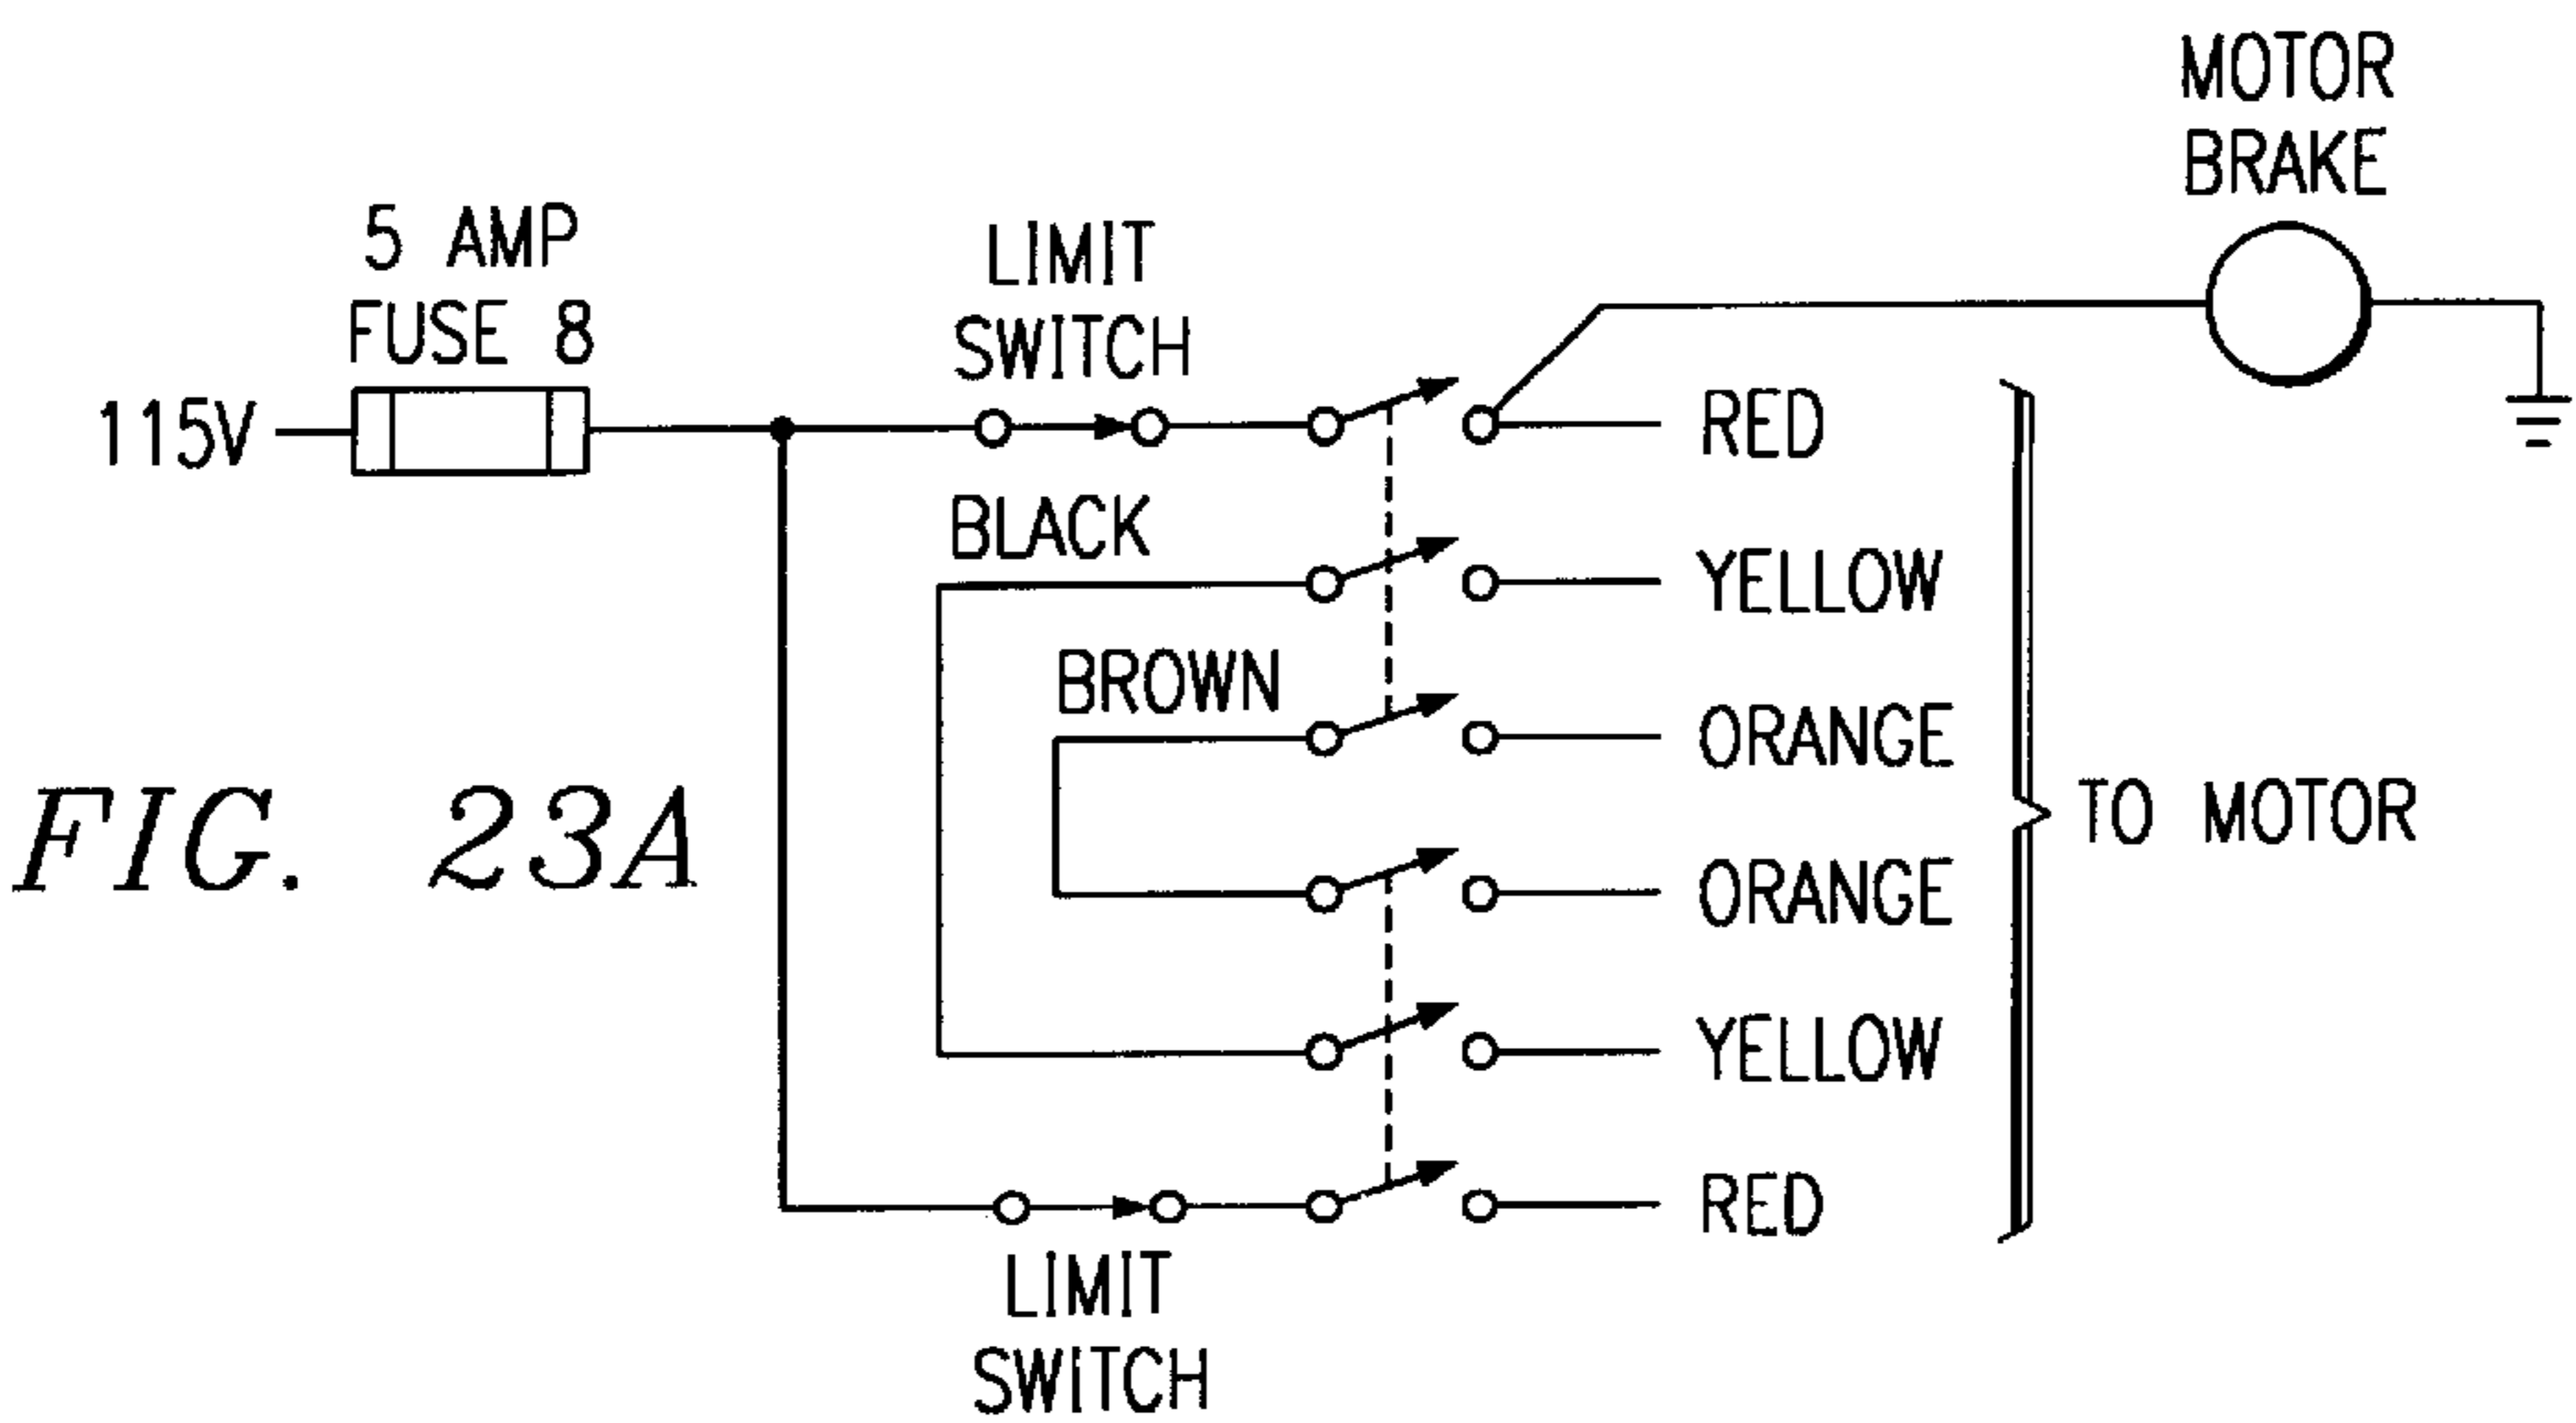 MOTOR
BRAKE
5 AMP
FUSE 8
LIMIT
SWITCH
115V
RED
BLACK
YELLOW
BROWN
ORANGE
FIG. 23A
TO MOTOR
ORANGE
YELLOW
RED
LIMIT
SWITCH